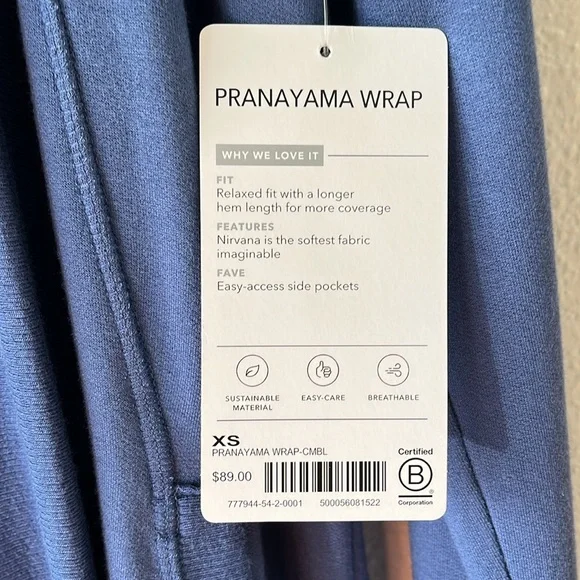 PRANAYAMA WRAP
WHY WE LOVE IT
FIT
Relaxed fit with a longer
hem length for more coverage
FEATURES
Nirvana is the softest fabric
imaginable
FAVE
Easy-access side pockets
SUSTAINABLE
MATERIAL
EASY-CARE
BREATHABLE
XS
PRANAYAMA WRAP-CMBL
$89.00
777944-54-2-0001 500056081522
Certified
B
®
Corporation